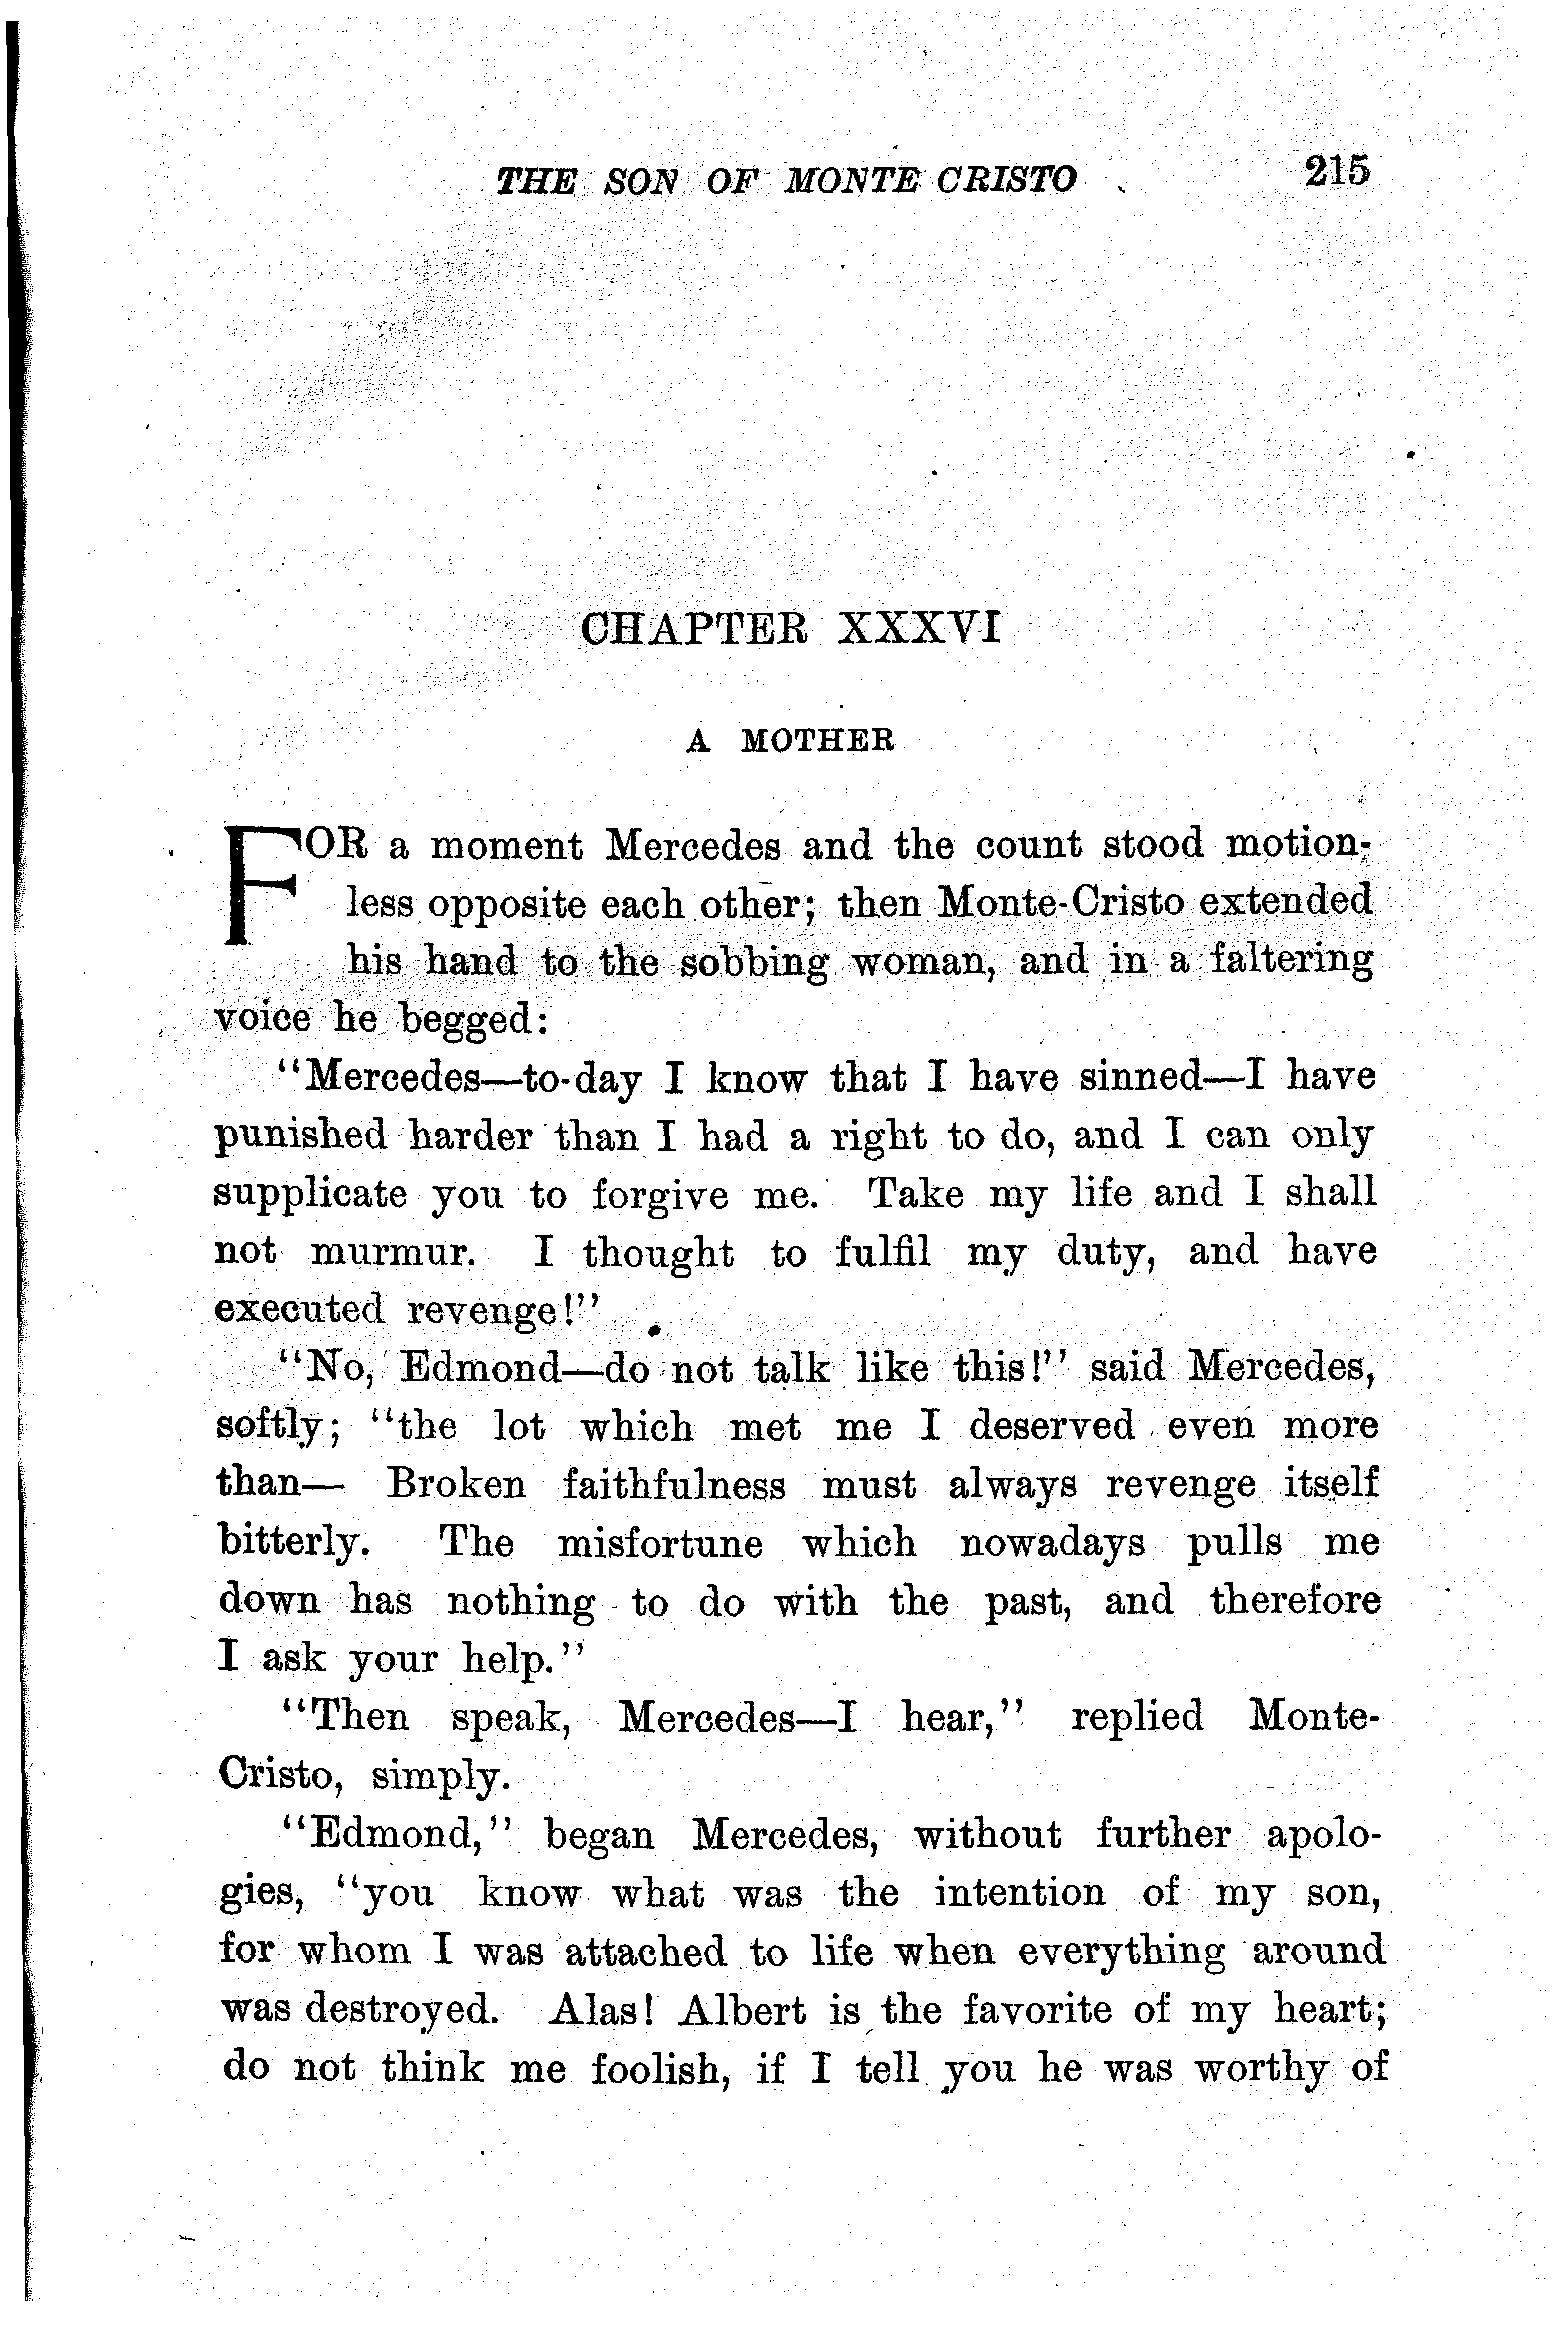 THE SON OF MONTE CRISTO 215
CHAPTER XXXVI
A MOTHER
FOR a moment Mercedes and the count stood motion-
less opposite each other; then Monte-Cristo extended
his hand to the sobbing woman, and in a faltering
voice he begged:
"Mercedes—to-day I know that I have sinned—I have
punished harder than I had a right to do, and I can only
supplicate you to forgive me. Take my life and I shall
not murmur. I thought to fulfil my duty, and have
executed revenge!"
"No, Edmond—do not talk like this!" said Mercedes,
softly; "the lot which met me I deserved even more
than— Broken faithfulness must always revenge itself
bitterly. The misfortune which nowadays pulls me
down has nothing to do with the past, and therefore
I ask your help."
"Then speak, Mercedes—I hear," replied Monte-
Cristo, simply.
"Edmond," began Mercedes, without further apolo-
gies, "you know what was the intention of my son,
for whom I was attached to life when everything around
was destroyed. Alas! Albert is the favorite of my heart;
do not think me foolish, if I tell you he was worthy of